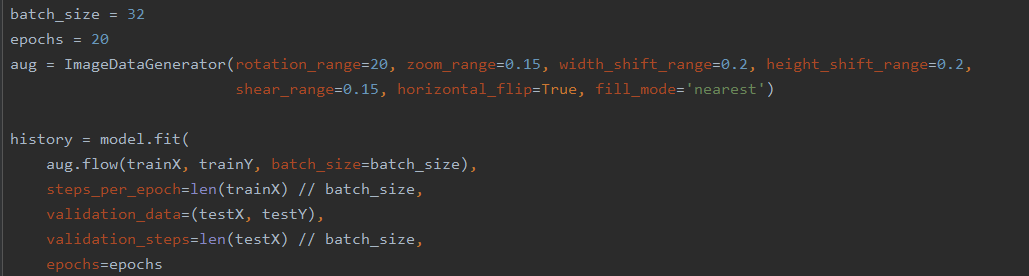 batch_size = 32
epochs = 20
aug = ImageDataGenerator(rotation_range=20, zoom_range=0.15, width_shift_range=0.2, height_shift_range=0.2,
shear_range=0.15, horizontal_flip=True, fill_mode='nearest')
history = model.fit(
aug.flow(trainX, trainY, batch_size=batch_size),
steps_per_epoch=len(trainX) // batch_size,
validation_data=(testX, testY),
validation_steps=len(testX) // batch_size,
epochs=epochs